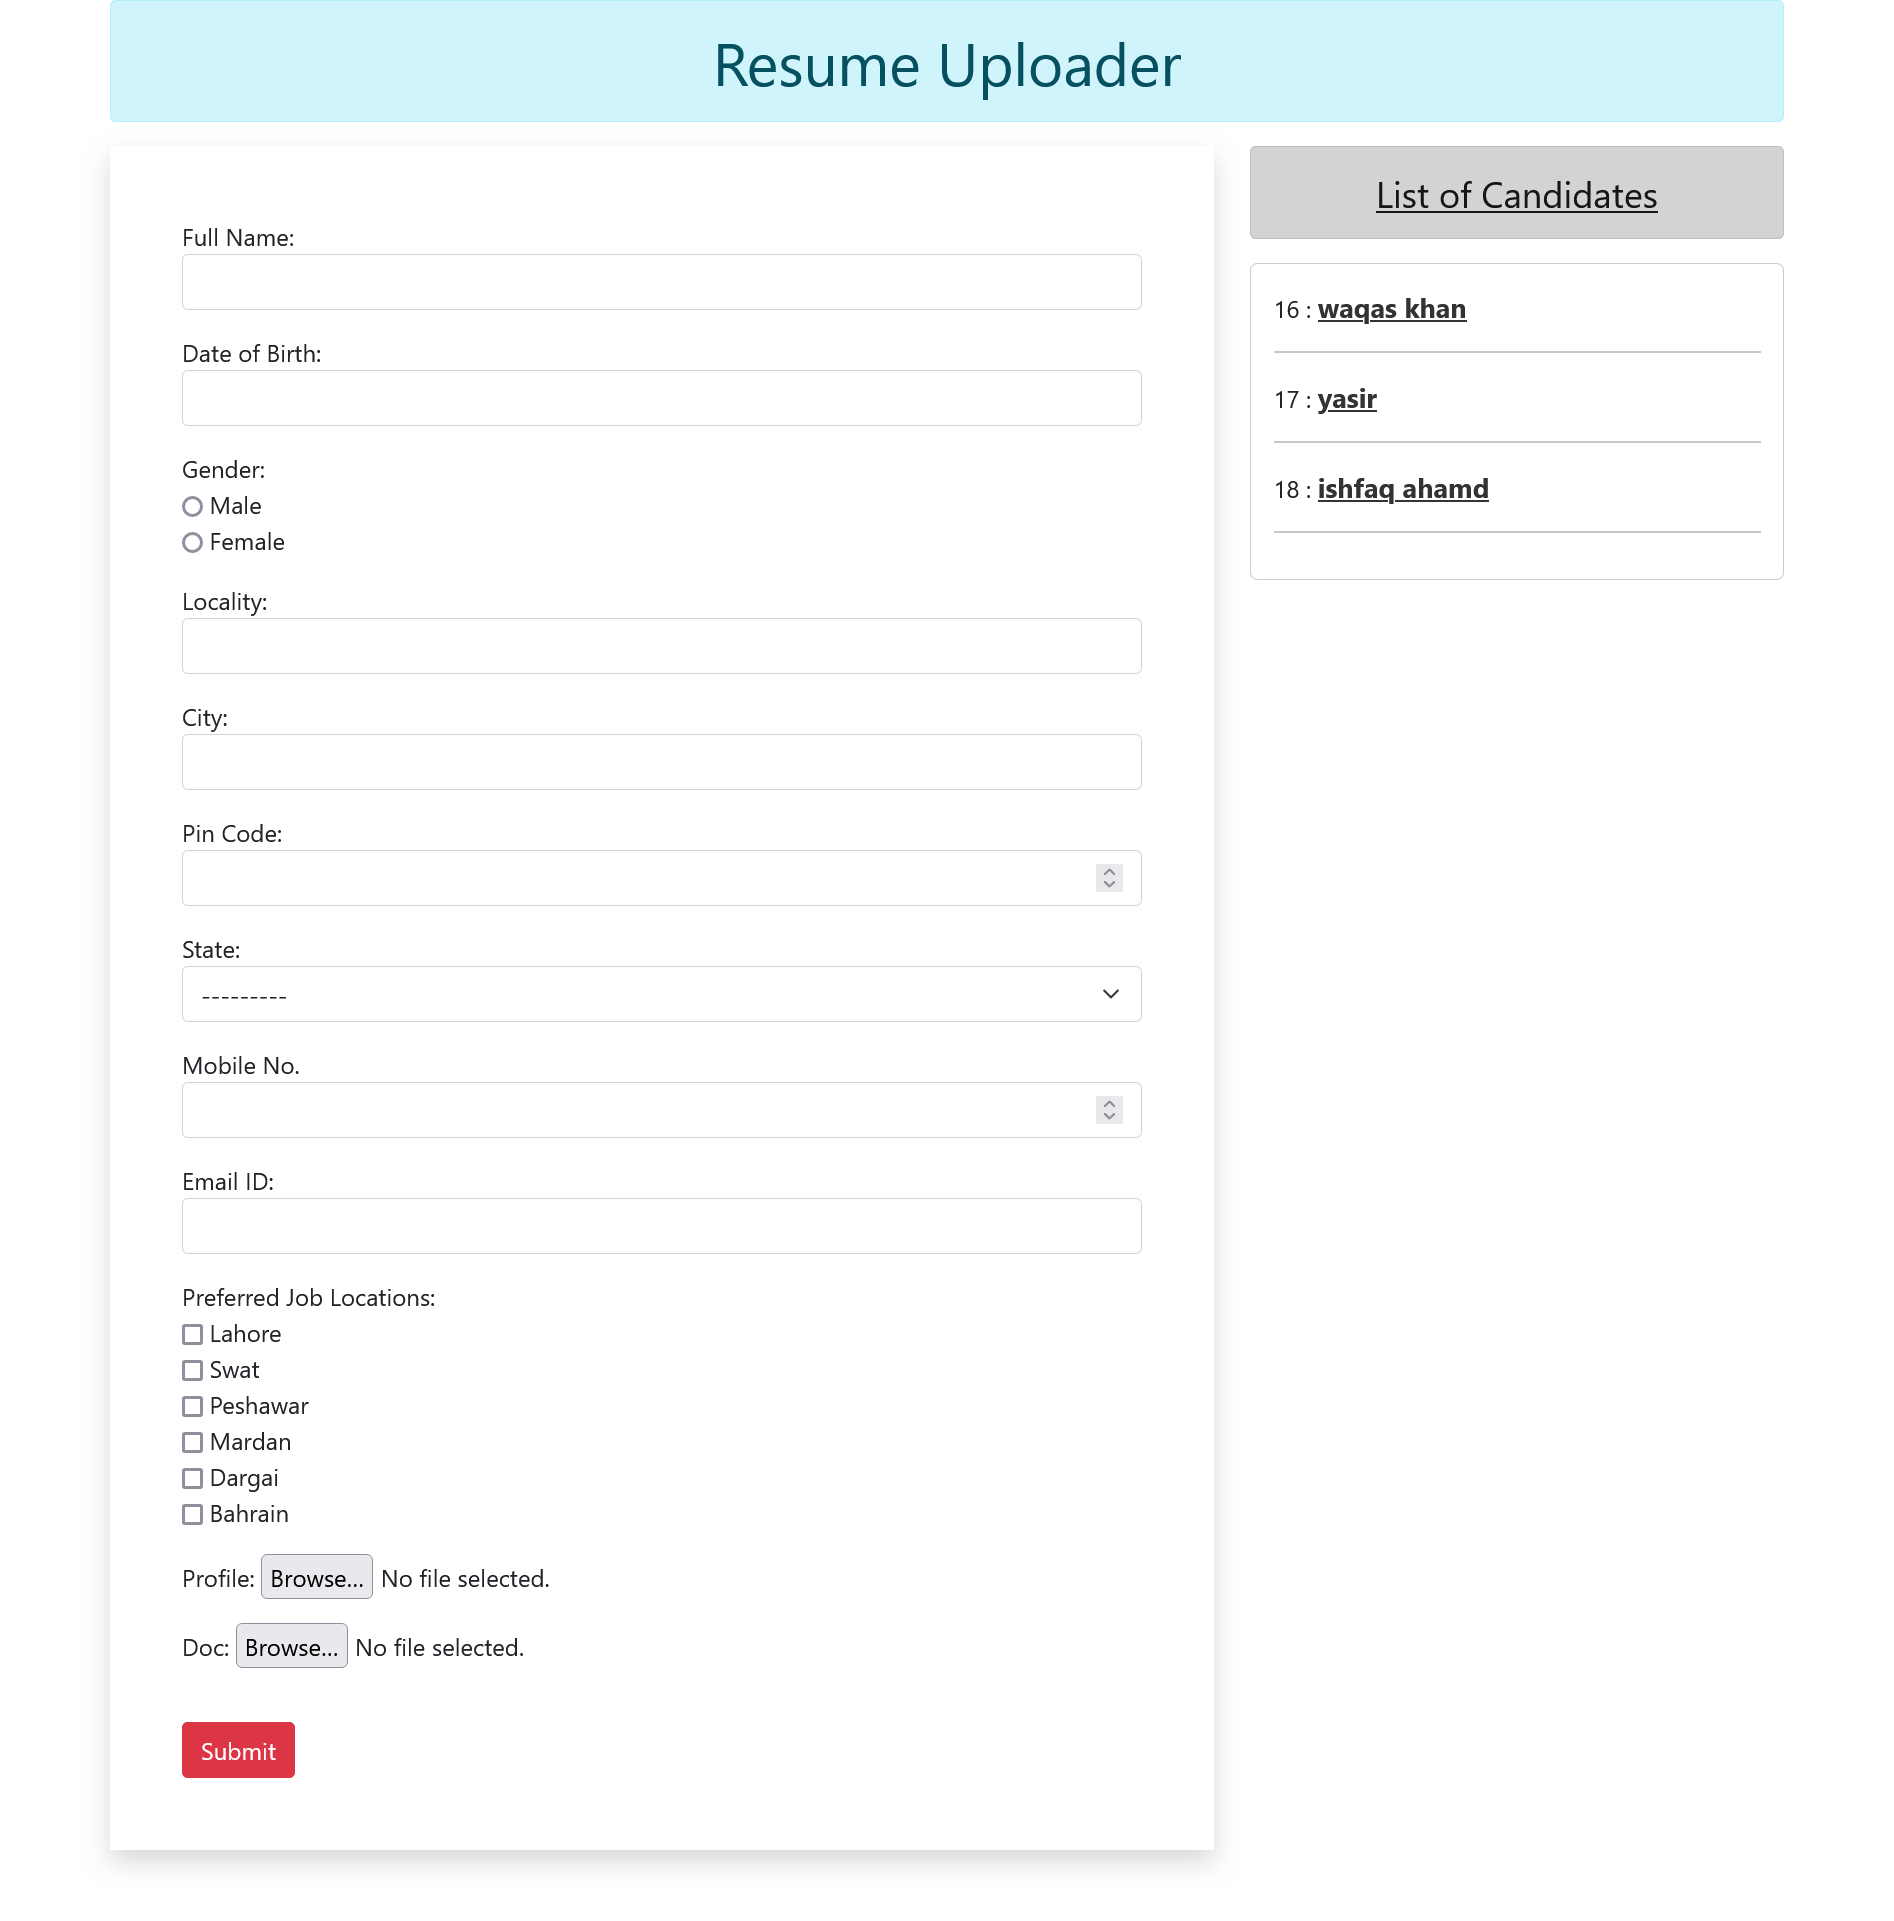 Resume Uploader
Full Name:
Date of Birth:
Gender:
Male
Female
Locality:
City:
Pin Code:
State:
---------
Mobile No.
Email ID:
Preferred Job Locations:
Lahore
Swat
Peshawar
Mardan
Dargai
Bahrain
Profile: Browse... No file selected.
Doc: Browse... No file selected.
Submit
List of Candidates
16 : waqas khan
17 : yasir
18 : ishfaq ahamd